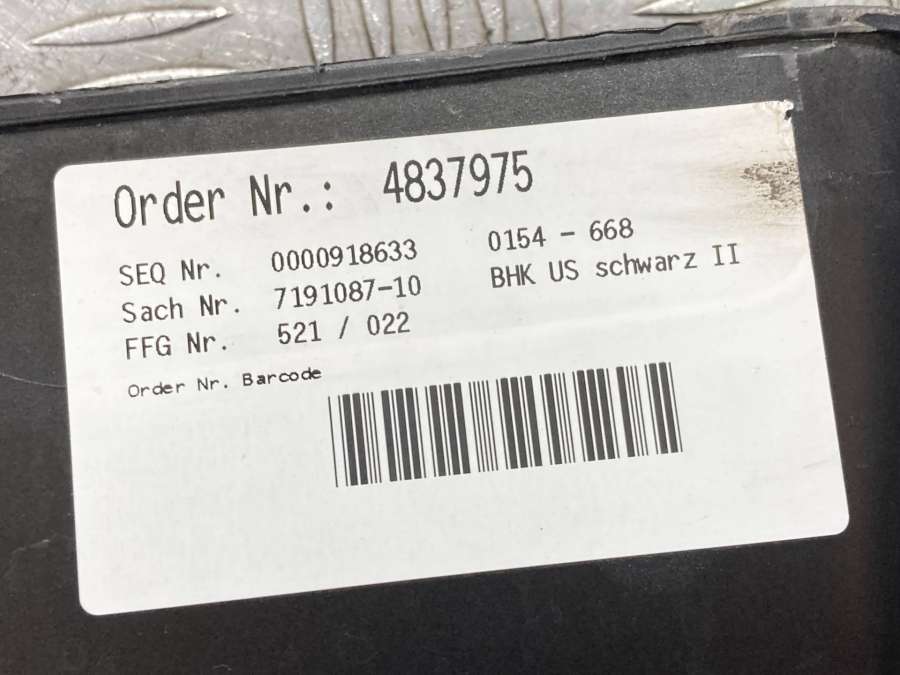 Order Nr.: 4837975
SEQ Nr. 0000918633 0154 - 668
Sach Nr. 7191087-10 BHK US schwarz II
FFG Nr. 521 / 022
Order Nr. Barcode